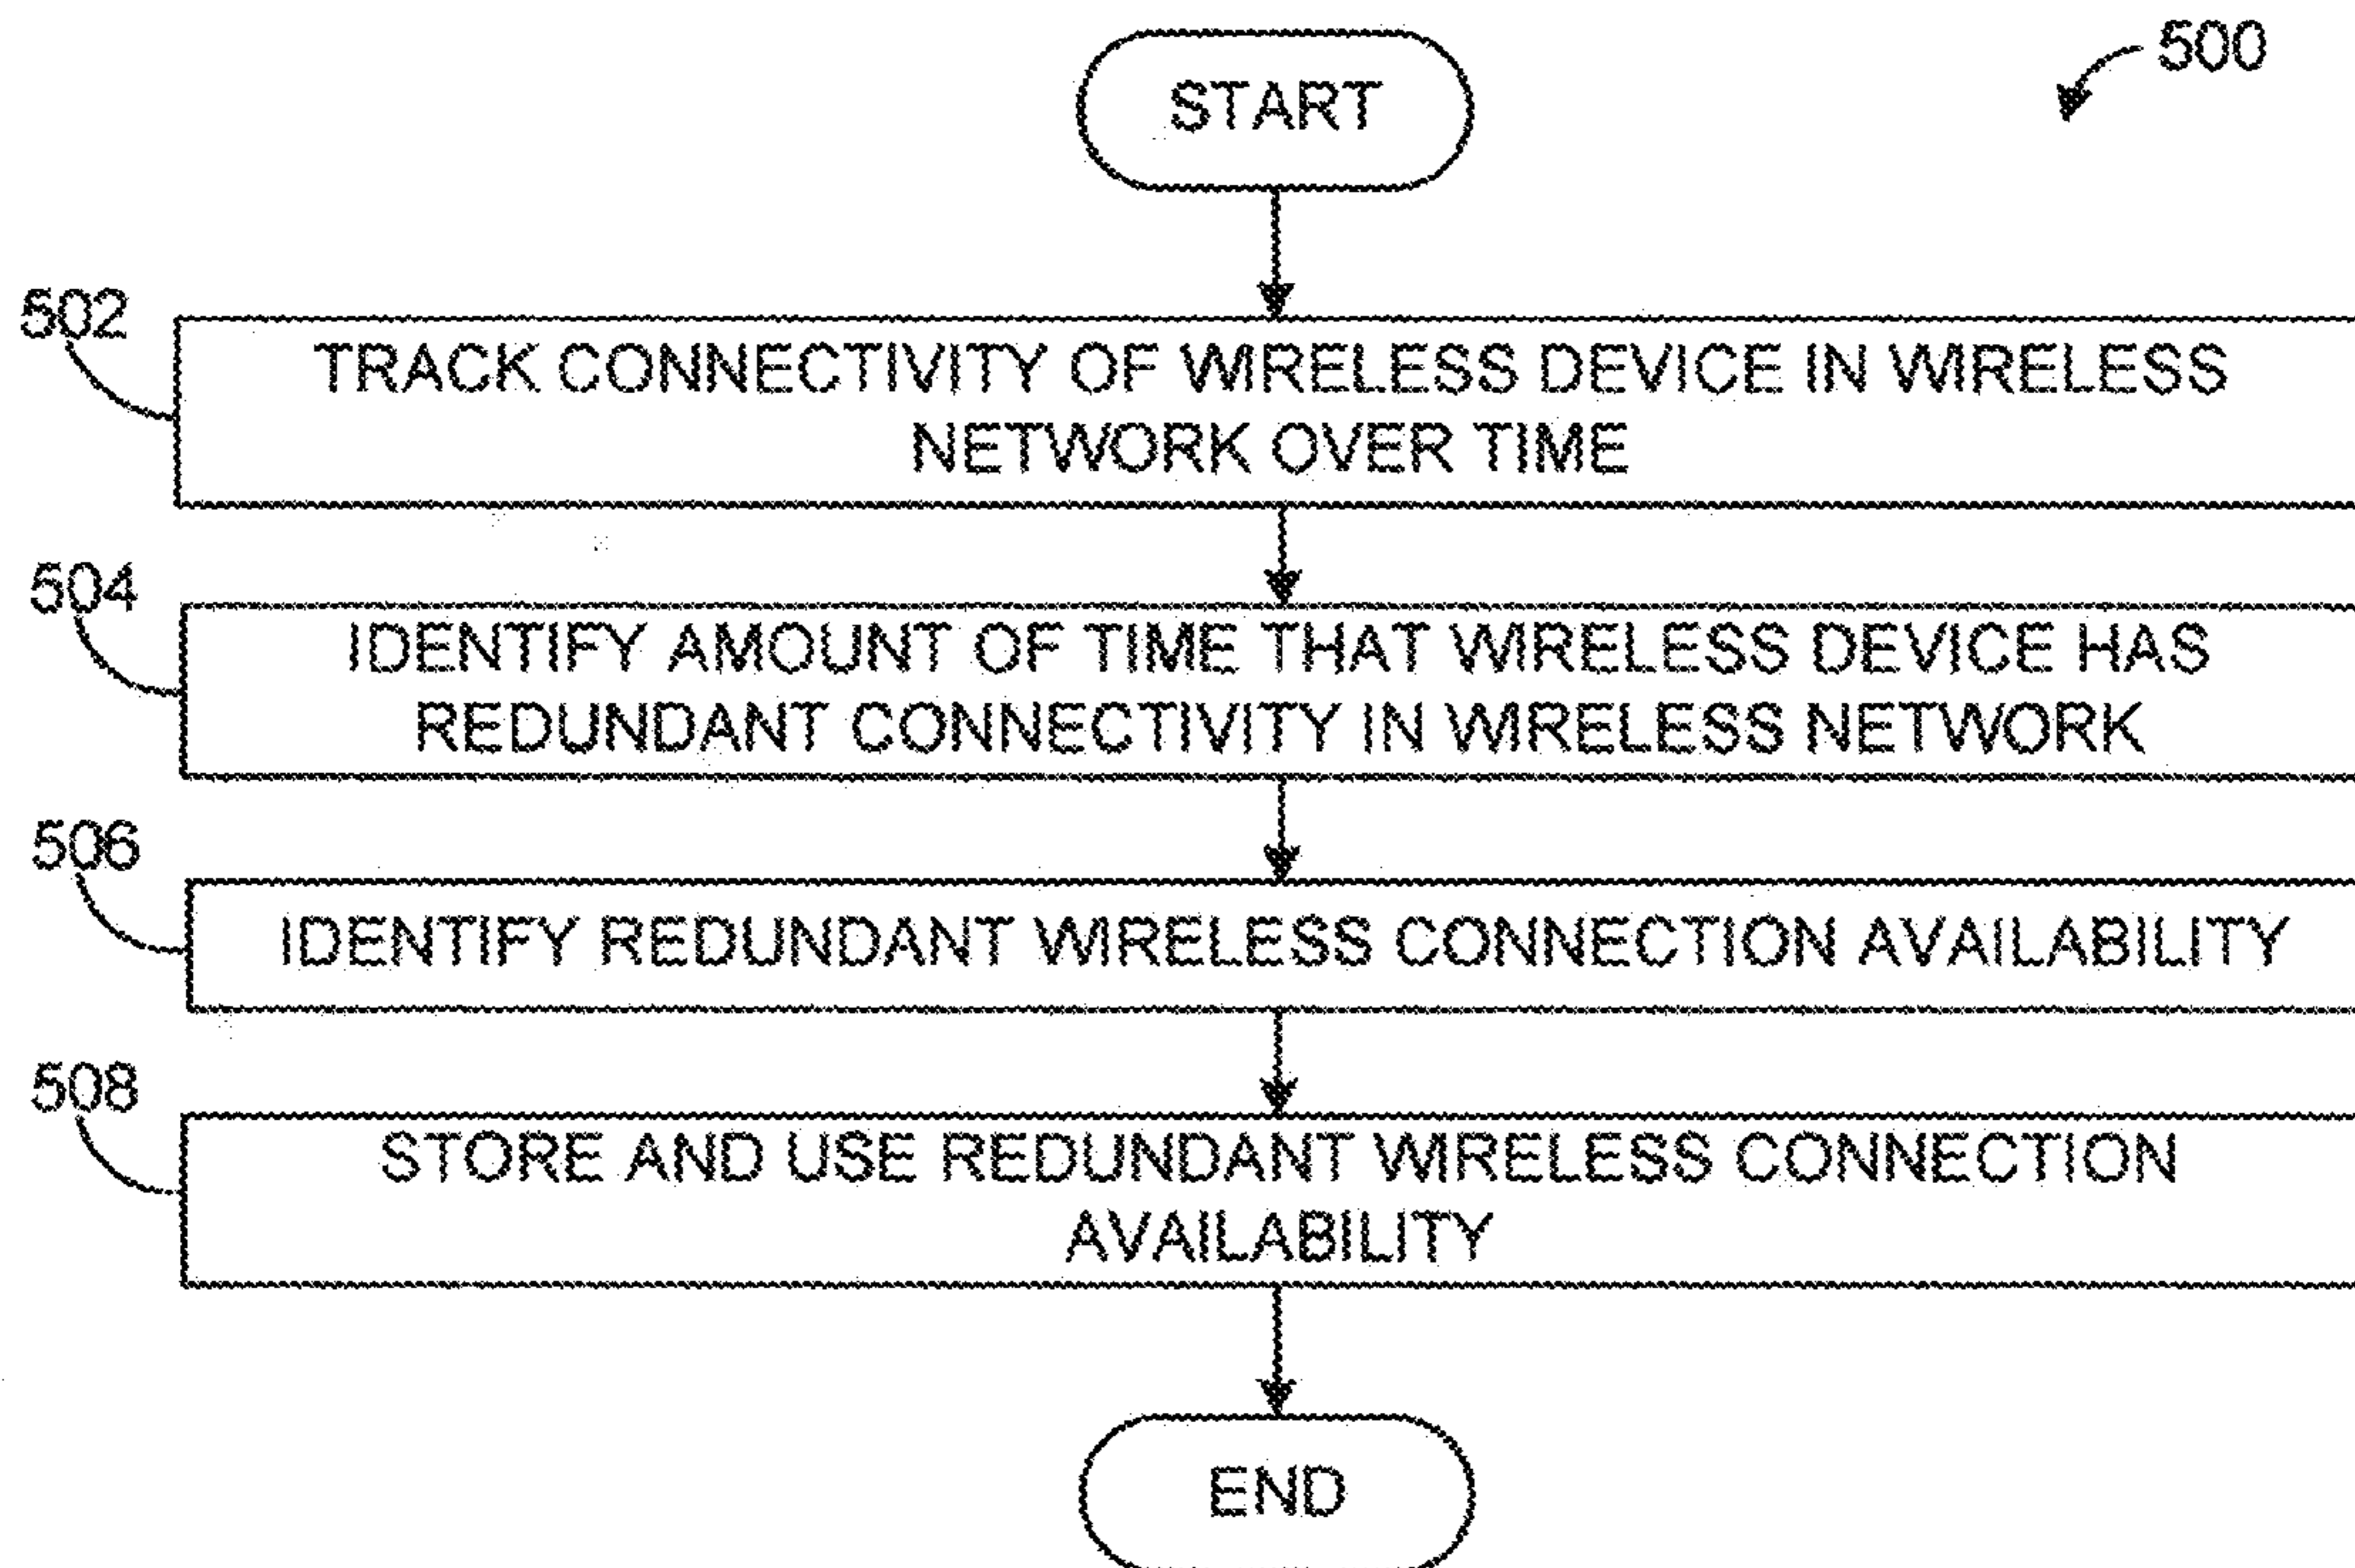 START
500
502
TRACK CONNECTIVITY OF WIRELESS DEVICE IN WIRELESS
NETWORK OVER TIME
504
IDENTIFY AMOUNT OF TIME THAT WIRELESS DEVICE HAS
REDUNDANT CONNECTIVITY IN WIRELESS NETWORK
506
IDENTIFY REDUNDANT WIRELESS CONNECTION AVAILABILITY
508
STORE AND USE REDUNDANT WIRELESS CONNECTION
AVAILABILITY
END